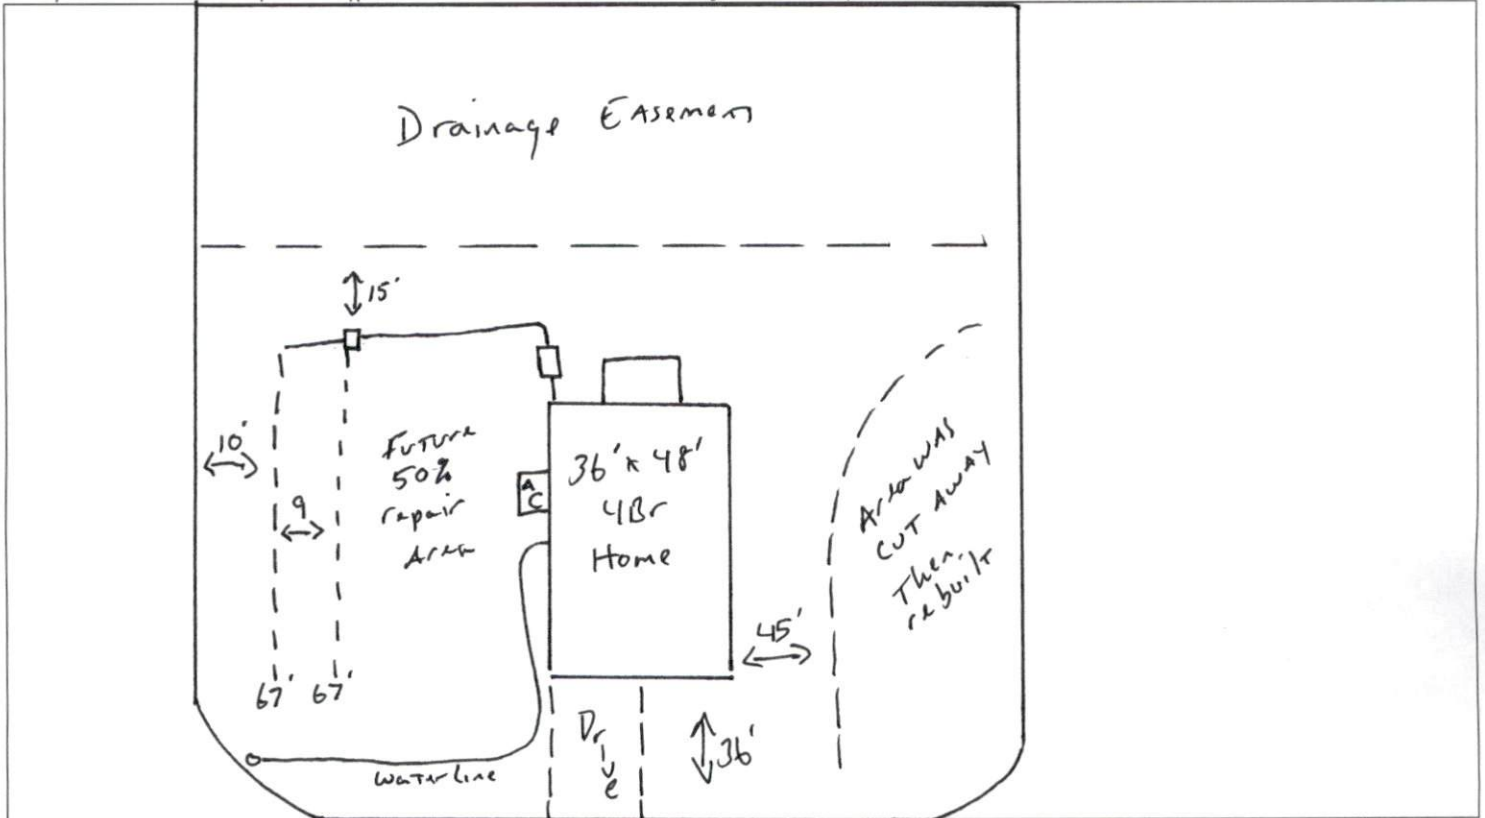 Drainage Easement
15'
10'
9
Future
50%
repair
Area
A
C
36' x 48'
4Br
Home
Area was
cut away
Then
rebuilt
45'
67' 67'
Drive
36'
waterline